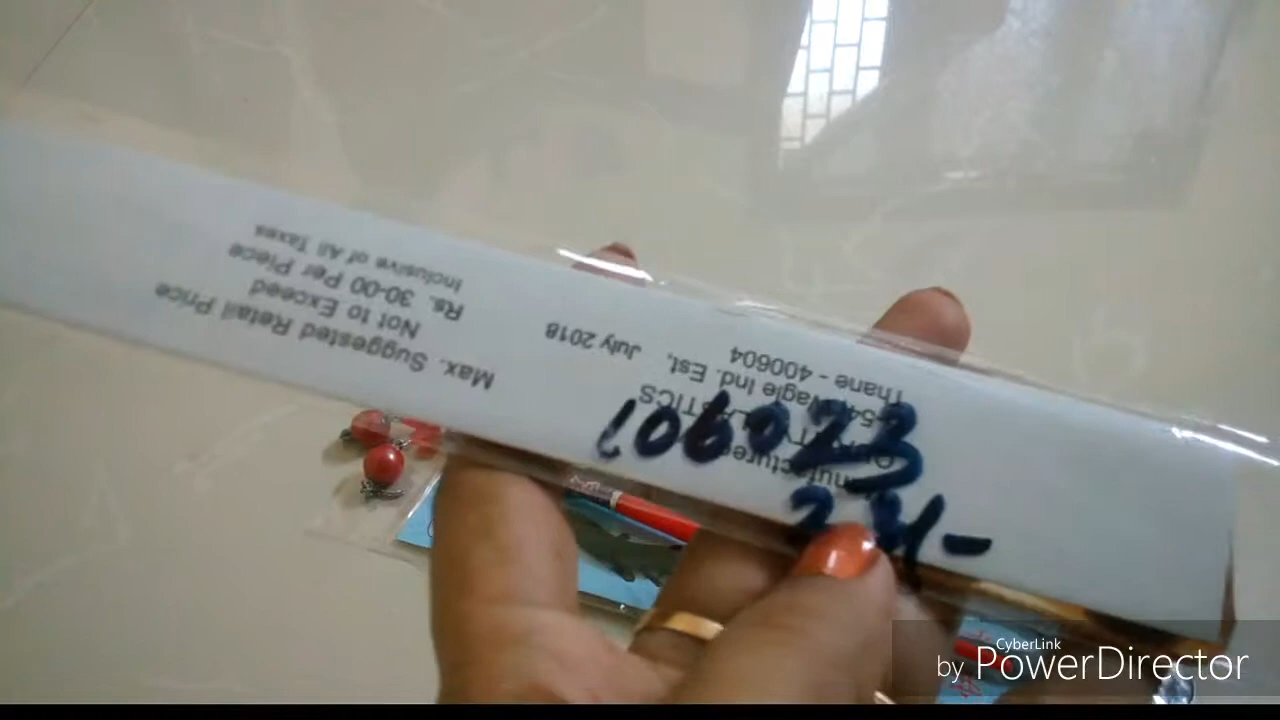 Max. Suggested Retail Price
Not to Exceed
Rs. 30-00 Per Piece
Inclusive of All Taxes
July 2018
Wagle Ind. Est.,
Thane - 400604
106023
CyberLink
by PowerDirector